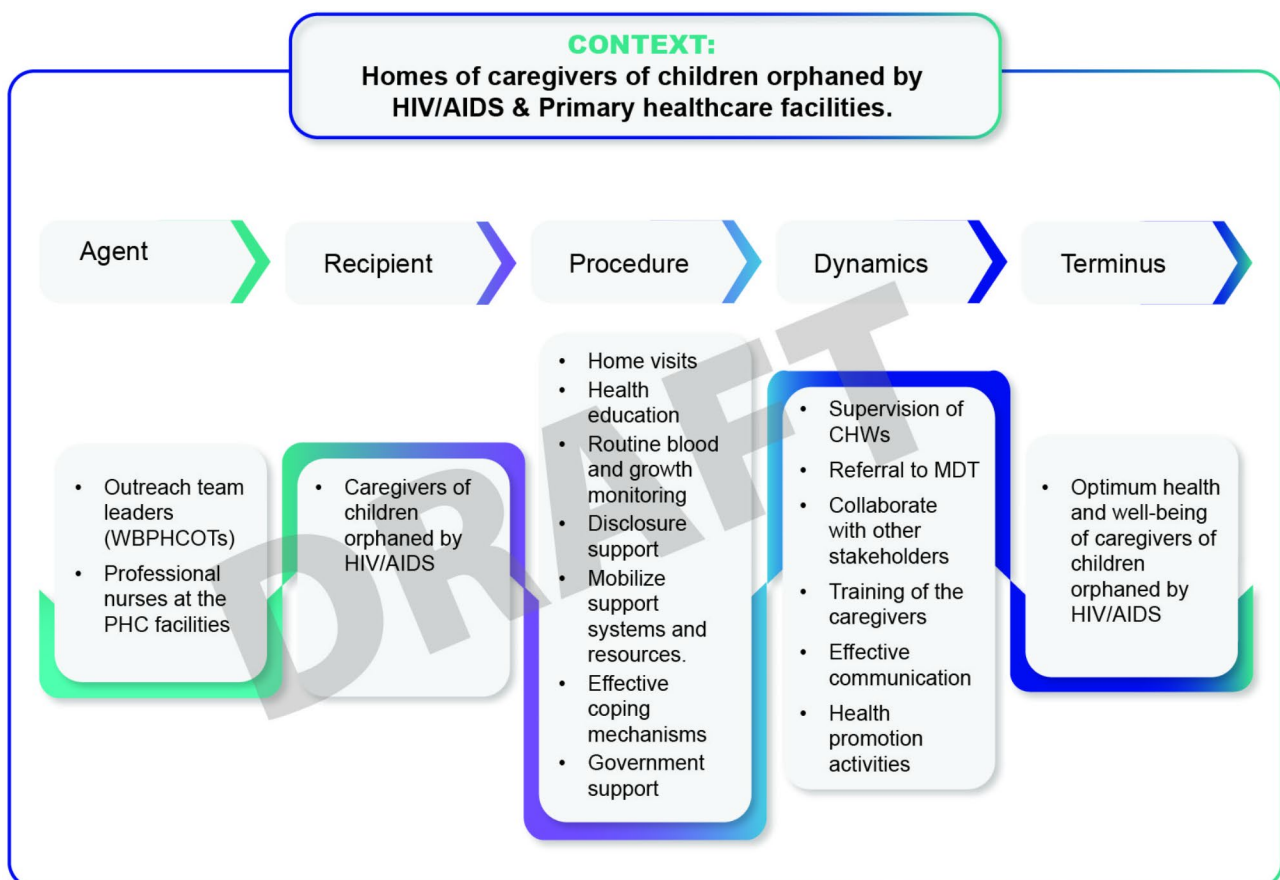 CONTEXT:
Homes of caregivers of children orphaned by
HIV/AIDS & Primary healthcare facilities.
Agent
Recipient
Procedure
Dynamics
Terminus
• Outreach team
leaders
(WBPHCOTs)
• Professional
nurses at the
PHC facilities
• Caregivers of
children
orphaned by
HIV/AIDS
• Home visits
• Health
education
• Routine blood
and growth
monitoring
• Disclosure
support
• Mobilize
support
systems and
resources.
• Effective
coping
mechanisms
• Government
support
• Supervision of
CHWs
• Referral to MDT
• Collaborate
with other
stakeholders
• Training of the
caregivers
• Effective
communication
• Health
promotion
activities
• Optimum health
and well-being
of caregivers of
children
orphaned by
HIV/AIDS
DRAFT